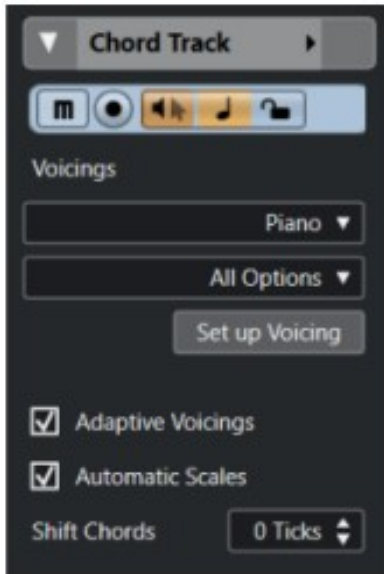 Chord Track
m
Voicings
Piano
All Options
Set up Voicing
Adaptive Voicings
Automatic Scales
Shift Chords 0 Ticks